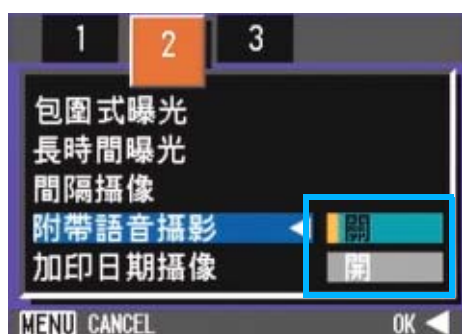 1 2 3
包圍式曝光
長時間曝光
間隔攝像
附帶語音攝影 關
加印日期攝像 開
MENU CANCEL OK